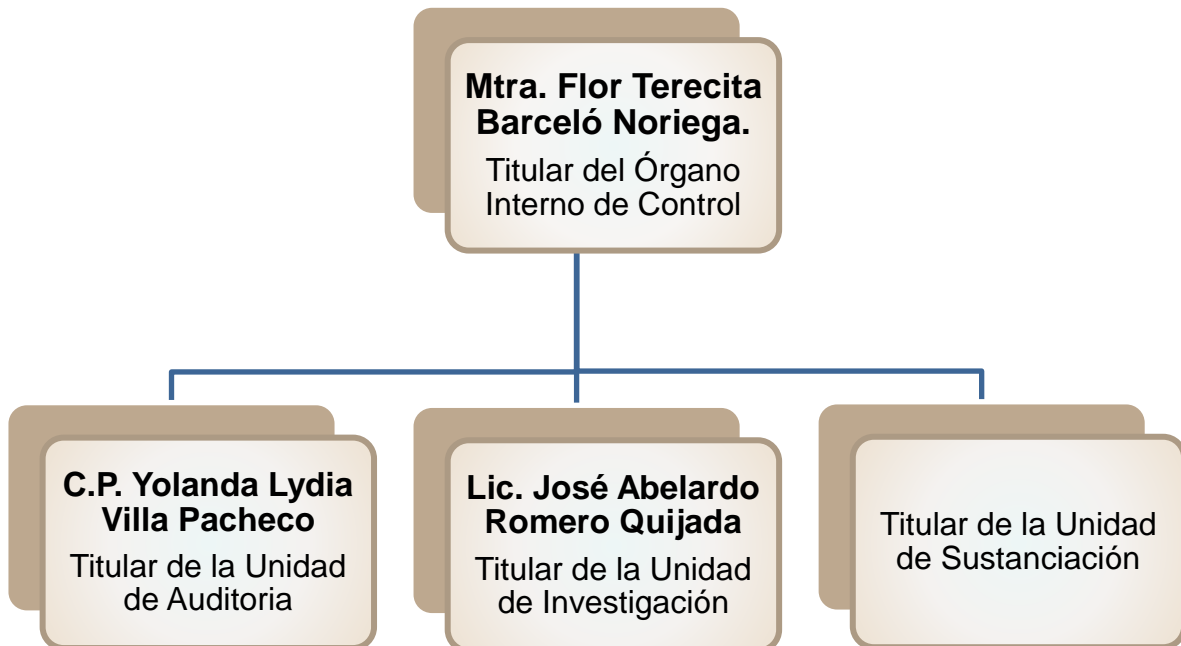 Mtra. Flor Terecita
Barceló Noriega.
Titular del Órgano
Interno de Control
C.P. Yolanda Lydia
Villa Pacheco
Titular de la Unidad
de Auditoria
Lic. José Abelardo
Romero Quijada
Titular de la Unidad
de Investigación
Titular de la Unidad
de Sustanciación